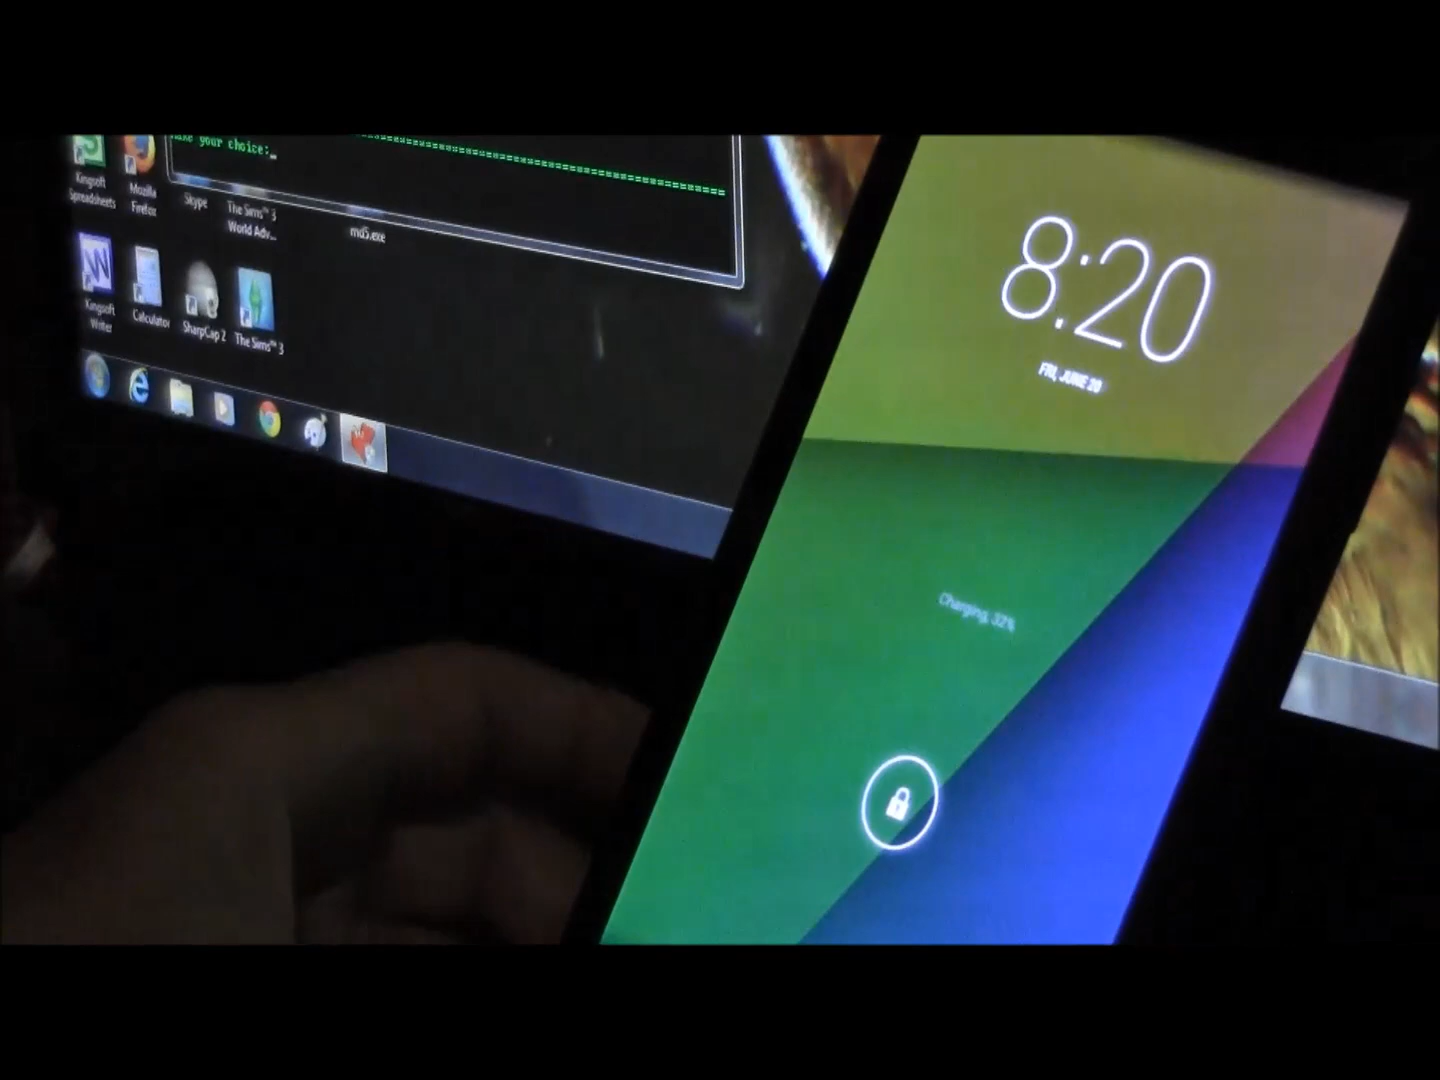 Make your choice:_
Kingsoft
Spreadsheets
Mozilla
Firefox
Skype
The Sims™ 3
World Adv...
md5.exe
Kingsoft
Writer
Calculator
SharpCap 2
The Sims™ 3
8:20
FRI, JUNE 20
Charging, 32%